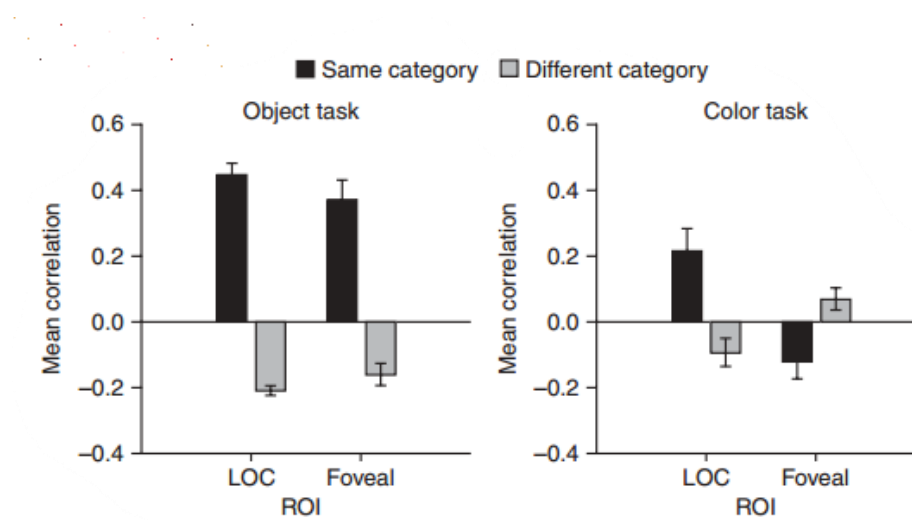 Same category Different category
Object task
Color task
0.6
0.4
0.2
0.0
−0.2
−0.4
Mean correlation
LOC Foveal
ROI
0.6
0.4
0.2
0.0
−0.2
−0.4
Mean correlation
LOC Foveal
ROI